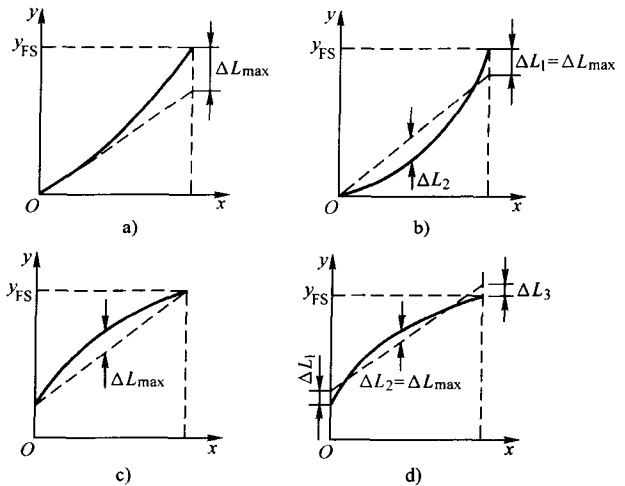 y
y_FS
ΔL_max
O
x
a)
y
y_FS
ΔL_1=ΔL_max
ΔL_2
O
x
b)
y
y_FS
ΔL_max
O
x
c)
y
y_FS
ΔL_3
ΔL_1
ΔL_2=ΔL_max
O
x
d)